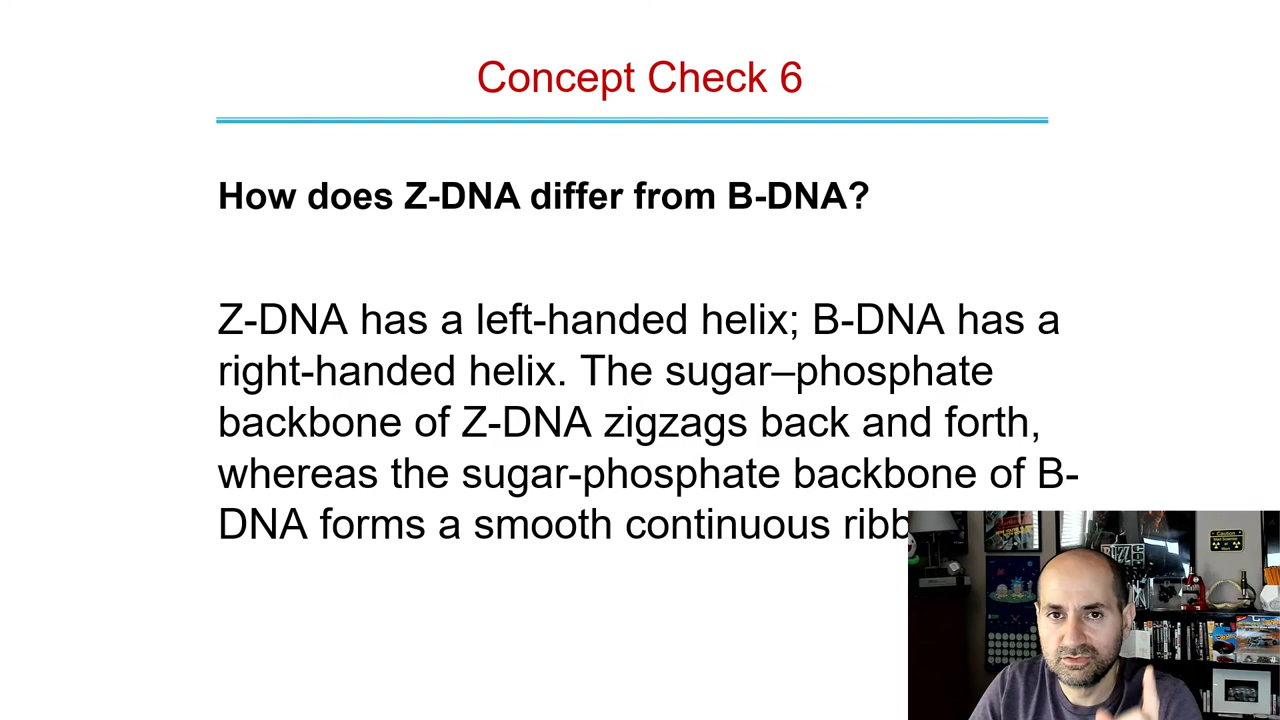 Concept Check 6
How does Z-DNA differ from B-DNA?
Z-DNA has a left-handed helix; B-DNA has a
right-handed helix. The sugar–phosphate
backbone of Z-DNA zigzags back and forth,
whereas the sugar-phosphate backbone of B-
DNA forms a smooth continuous ribb
Caution